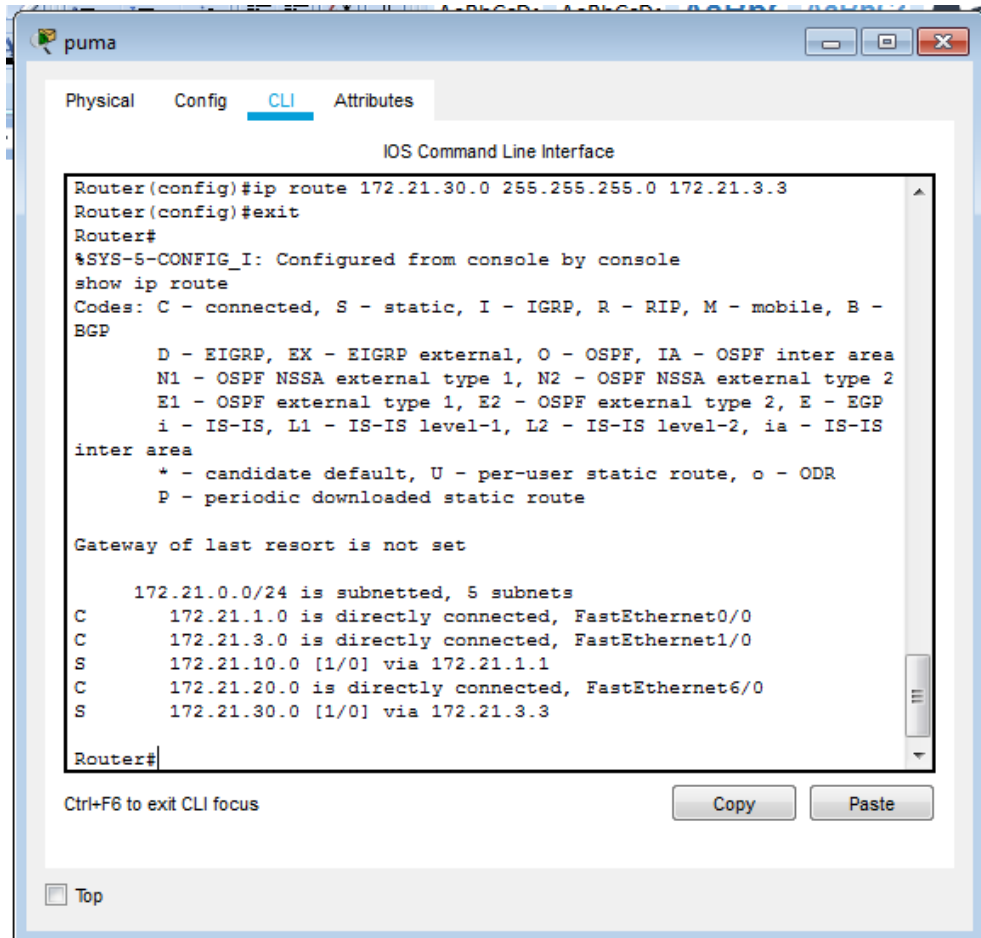 puma
Physical Config CLI Attributes
IOS Command Line Interface
Router(config)#ip route 172.21.30.0 255.255.255.0 172.21.3.3
Router(config)#exit
Router#
%SYS-5-CONFIG_I: Configured from console by console
show ip route
Codes: C - connected, S - static, I - IGRP, R - RIP, M - mobile, B -
BGP
D - EIGRP, EX - EIGRP external, O - OSPF, IA - OSPF inter area
N1 - OSPF NSSA external type 1, N2 - OSPF NSSA external type 2
E1 - OSPF external type 1, E2 - OSPF external type 2, E - EGP
i - IS-IS, L1 - IS-IS level-1, L2 - IS-IS level-2, ia - IS-IS
inter area
* - candidate default, U - per-user static route, o - ODR
P - periodic downloaded static route
Gateway of last resort is not set
172.21.0.0/24 is subnetted, 5 subnets
C 172.21.1.0 is directly connected, FastEthernet0/0
C 172.21.3.0 is directly connected, FastEthernet1/0
S 172.21.10.0 [1/0] via 172.21.1.1
C 172.21.20.0 is directly connected, FastEthernet6/0
S 172.21.30.0 [1/0] via 172.21.3.3
Router#
Ctrl+F6 to exit CLI focus
Copy Paste
Top